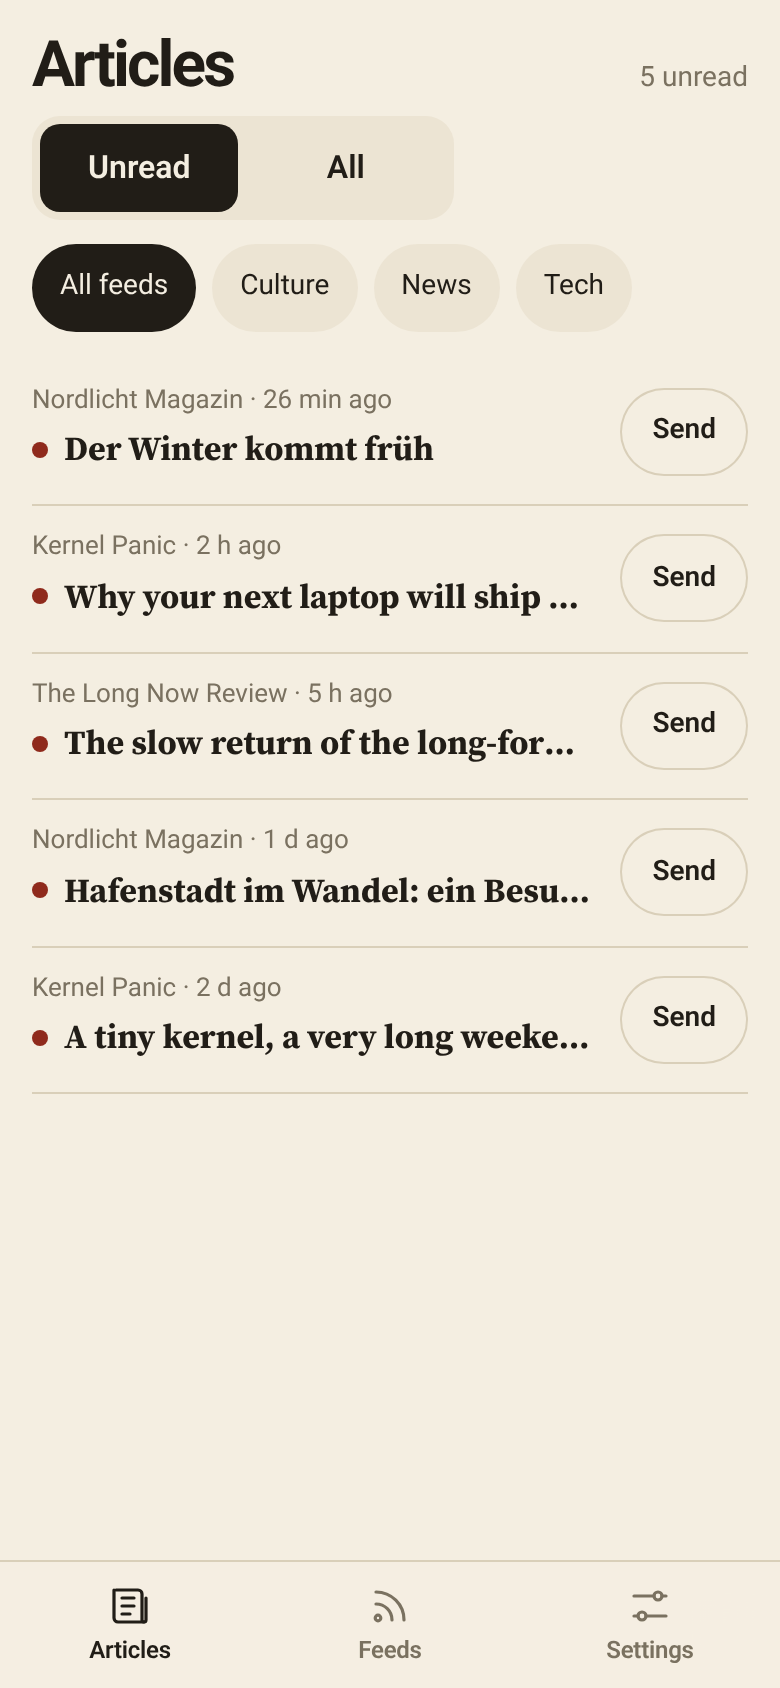 Articles
5 unread
Unread
All
All feeds
Culture
News
Tech
Nordlicht Magazin · 26 min ago
Der Winter kommt früh
Send
Kernel Panic · 2 h ago
Why your next laptop will ship ...
Send
The Long Now Review · 5 h ago
The slow return of the long-for...
Send
Nordlicht Magazin · 1 d ago
Hafenstadt im Wandel: ein Besu...
Send
Kernel Panic · 2 d ago
A tiny kernel, a very long weeke...
Send
Articles
Feeds
Settings